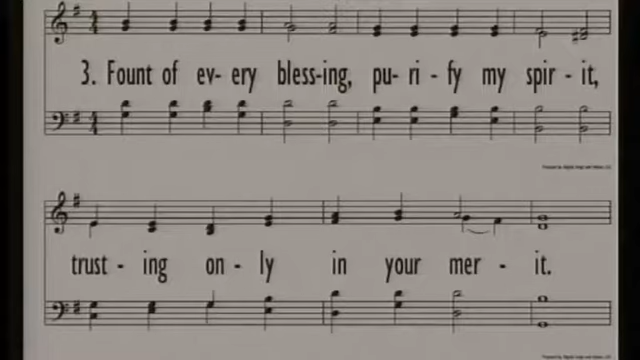 3. Fount of ev- ery bless-ing, pu- ri - fy my spir - it,
trust - ing on - ly in your mer - it.